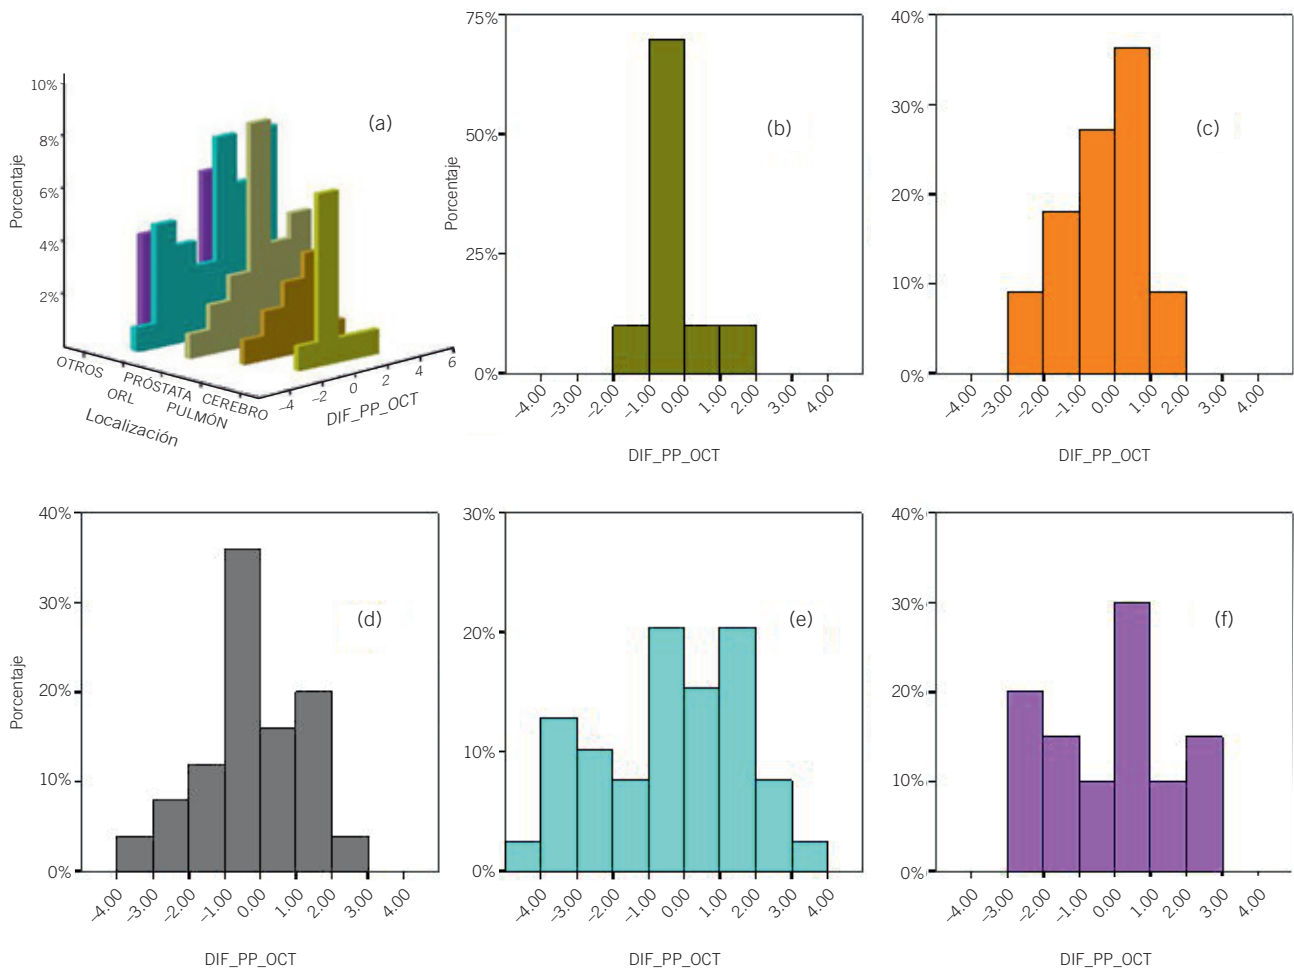 (a)
Porcentaje
10%
8%
6%
4%
2%
OTROS
ORL
PRÓSTATA
PULMÓN
CEREBRO
Localización
–4
–2
0
2
4
6
DIF_PP_OCT
(b)
Porcentaje
75%
50%
25%
0%
–4.00 –3.00 –2.00 –1.00 0.00 1.00 2.00 3.00 4.00
DIF_PP_OCT
(c)
40%
30%
20%
10%
0%
–4.00 –3.00 –2.00 –1.00 0.00 1.00 2.00 3.00 4.00
DIF_PP_OCT
(d)
Porcentaje
40%
30%
20%
10%
0%
–4.00 –3.00 –2.00 –1.00 0.00 1.00 2.00 3.00 4.00
DIF_PP_OCT
(e)
30%
20%
10%
0%
–4.00 –3.00 –2.00 –1.00 0.00 1.00 2.00 3.00 4.00
DIF_PP_OCT
(f)
40%
30%
20%
10%
0%
–4.00 –3.00 –2.00 –1.00 0.00 1.00 2.00 3.00 4.00
DIF_PP_OCT